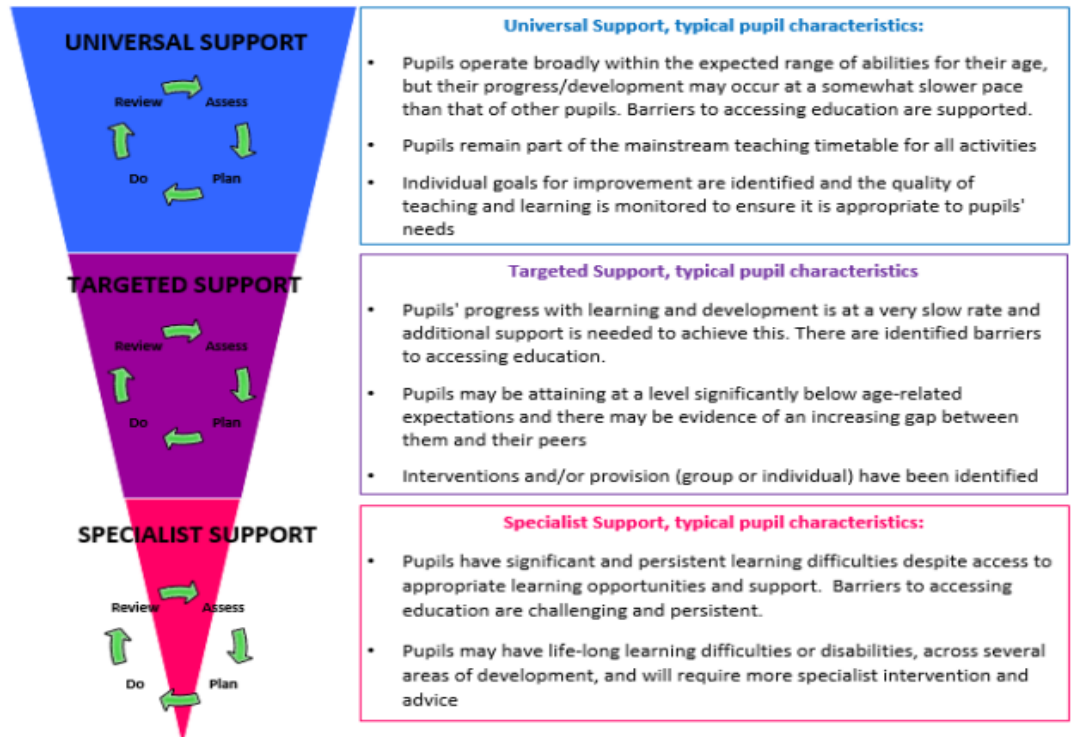 UNIVERSAL SUPPORT
Review
Assess
Do
Plan
Universal Support, typical pupil characteristics:
• Pupils operate broadly within the expected range of abilities for their age,
but their progress/development may occur at a somewhat slower pace
than that of other pupils. Barriers to accessing education are supported.
• Pupils remain part of the mainstream teaching timetable for all activities
• Individual goals for improvement are identified and the quality of
teaching and learning is monitored to ensure it is appropriate to pupils'
needs
TARGETED SUPPORT
Review
Assess
Do
Plan
Targeted Support, typical pupil characteristics
• Pupils' progress with learning and development is at a very slow rate and
additional support is needed to achieve this. There are identified barriers
to accessing education.
• Pupils may be attaining at a level significantly below age-related
expectations and there may be evidence of an increasing gap between
them and their peers
• Interventions and/or provision (group or individual) have been identified
SPECIALIST SUPPORT
Review
Assess
Do
Plan
Specialist Support, typical pupil characteristics:
• Pupils have significant and persistent learning difficulties despite access to
appropriate learning opportunities and support. Barriers to accessing
education are challenging and persistent.
• Pupils may have life-long learning difficulties or disabilities, across several
areas of development, and will require more specialist intervention and
advice